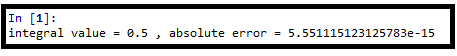 In [1]:
integral value = 0.5 , absolute error = 5.551115123125783e-15